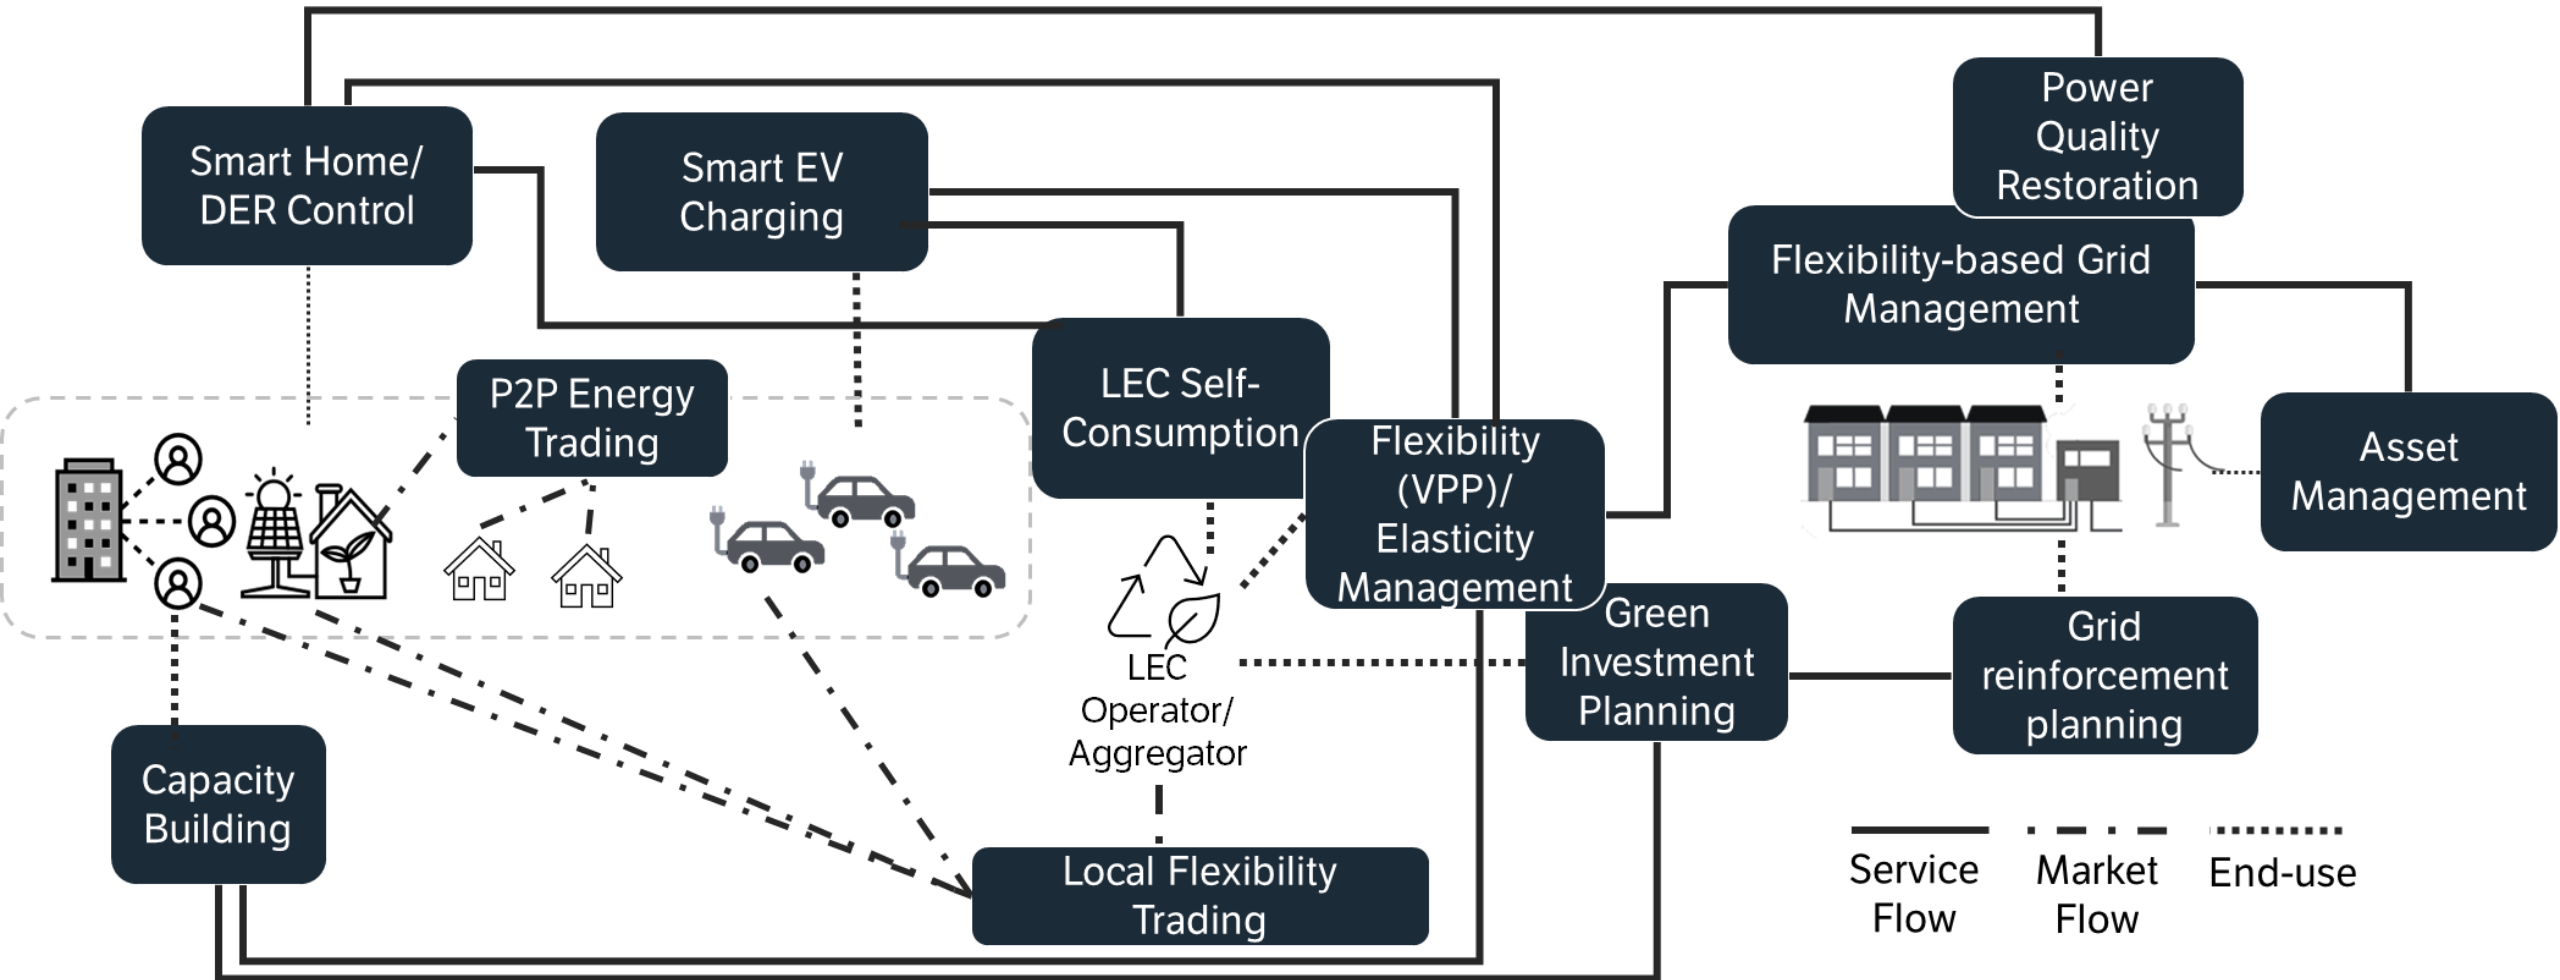 Power
Quality
Restoration
Smart Home/
DER Control
Smart EV
Charging
Flexibility-based Grid
Management
P2P Energy
Trading
LEC Self-
Consumption
Flexibility
(VPP)/
Elasticity
Management
Asset
Management
Green
Investment
Planning
Grid
reinforcement
planning
LEC
Operator/
Aggregator
Capacity
Building
Local Flexibility
Trading
Service
Flow
Market
Flow
End-use